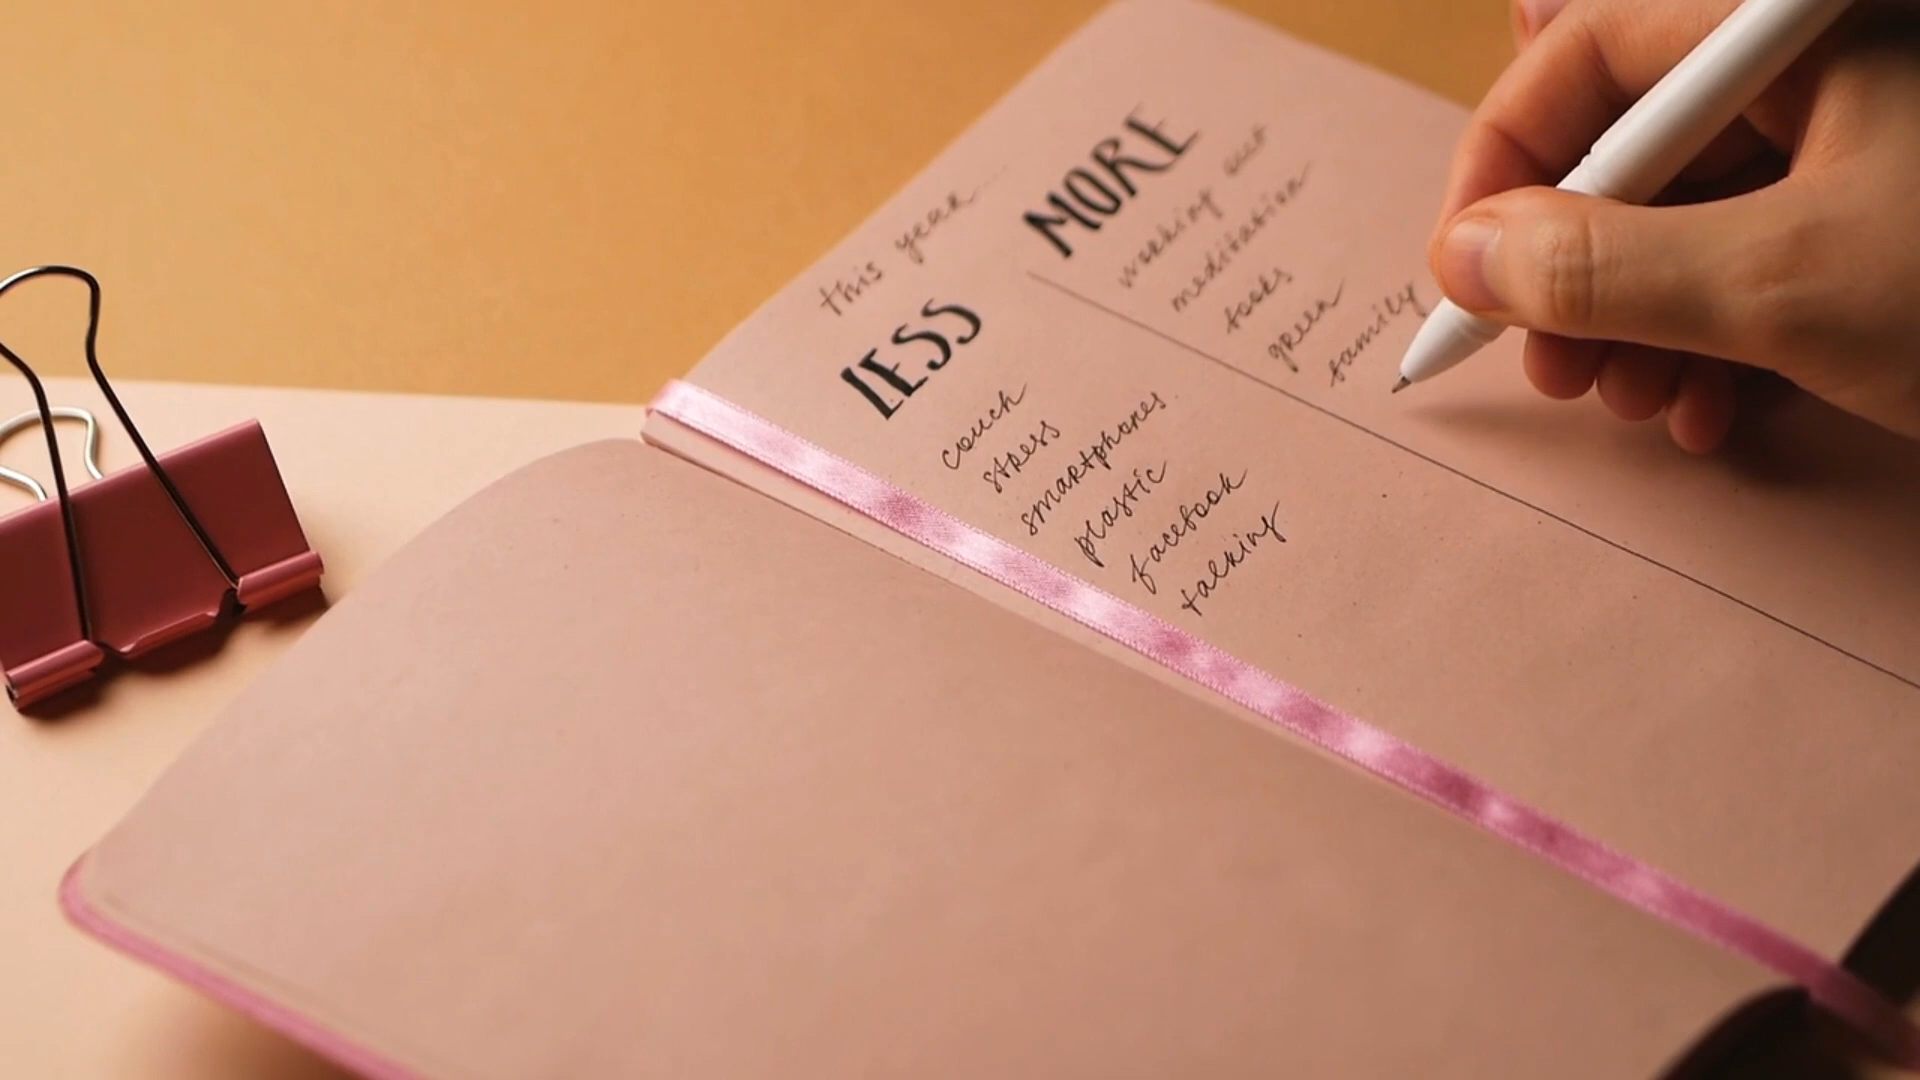 this year...
LESS
couch
stress
smartphones
plastic
facebook
talking
MORE
working out
meditation
books
green
family